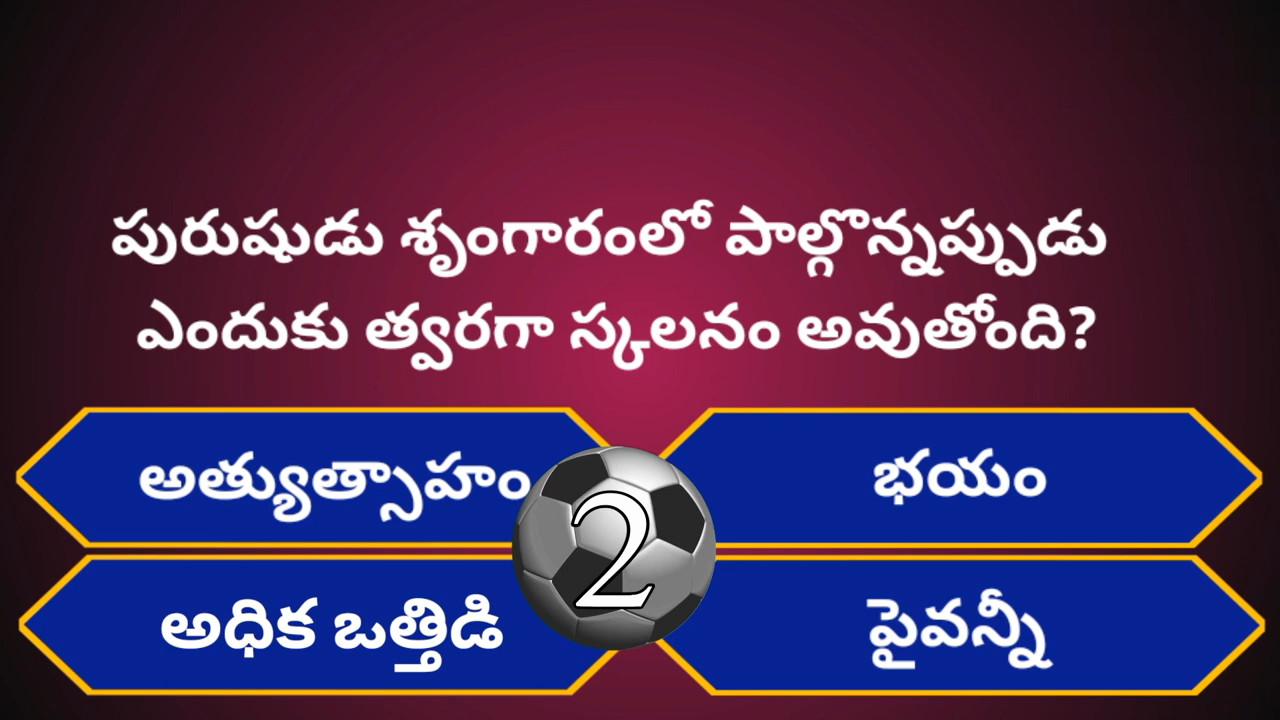 పురుషుడు శృంగారంలో పాల్గొన్నప్పుడు
ఎందుకు త్వరగా స్కలనం అవుతోంది?
అత్యుత్సాహం
భయం
2
అధిక ఒత్తిడి
పైవన్నీ